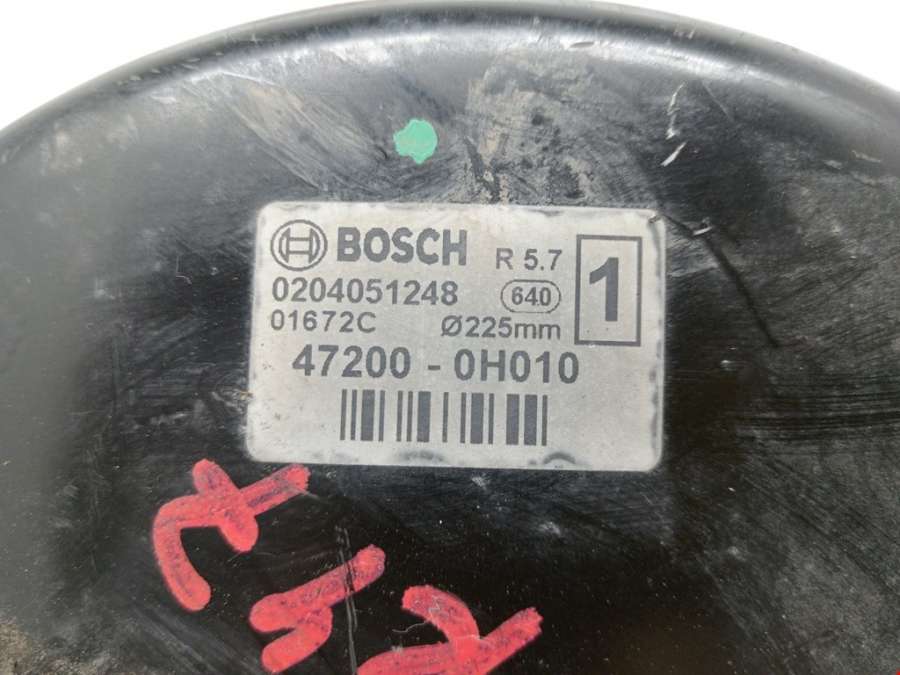 BOSCH R 5.7 1
0204051248 640
01672C Ø225mm
47200 - 0H010